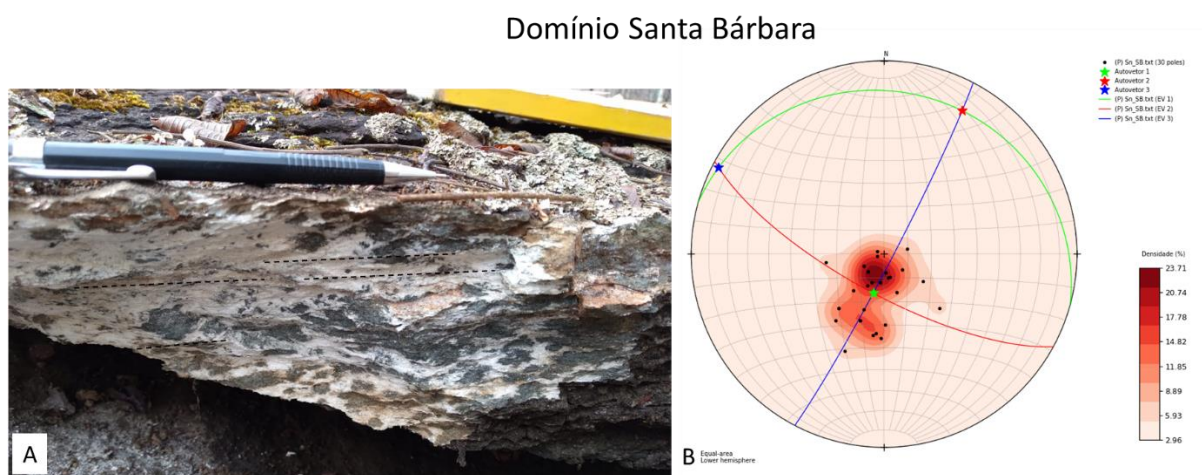 Domínio Santa Bárbara
N
(P) Sn_SB.txt (30 poles)
Autovetor 1
Autovetor 2
Autovetor 3
(P) Sn_SB.txt (EV 1)
(P) Sn_SB.txt (EV 2)
(P) Sn_SB.txt (EV 3)
Densidade (%)
23.71
20.74
17.78
14.82
11.85
8.89
5.93
2.96
A
B
Equal-area
Lower hemisphere